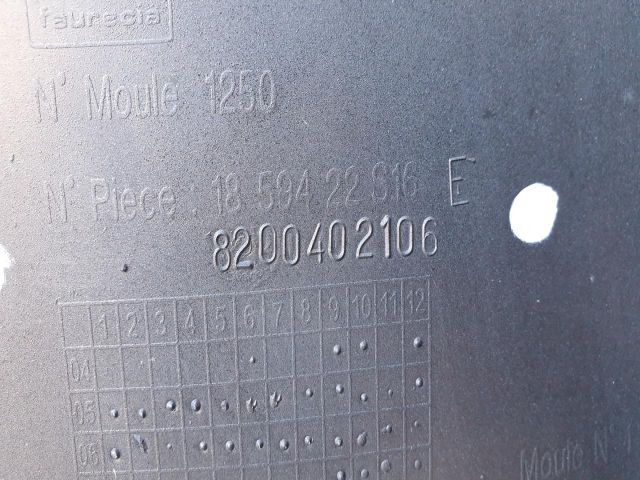 faurecia
N° Moule 1250
N° Piece : 18 594 22 S16 E
8200402106
1 2 3 4 5 6 7 8 9 10 11 12
04
05
06
Moule N°